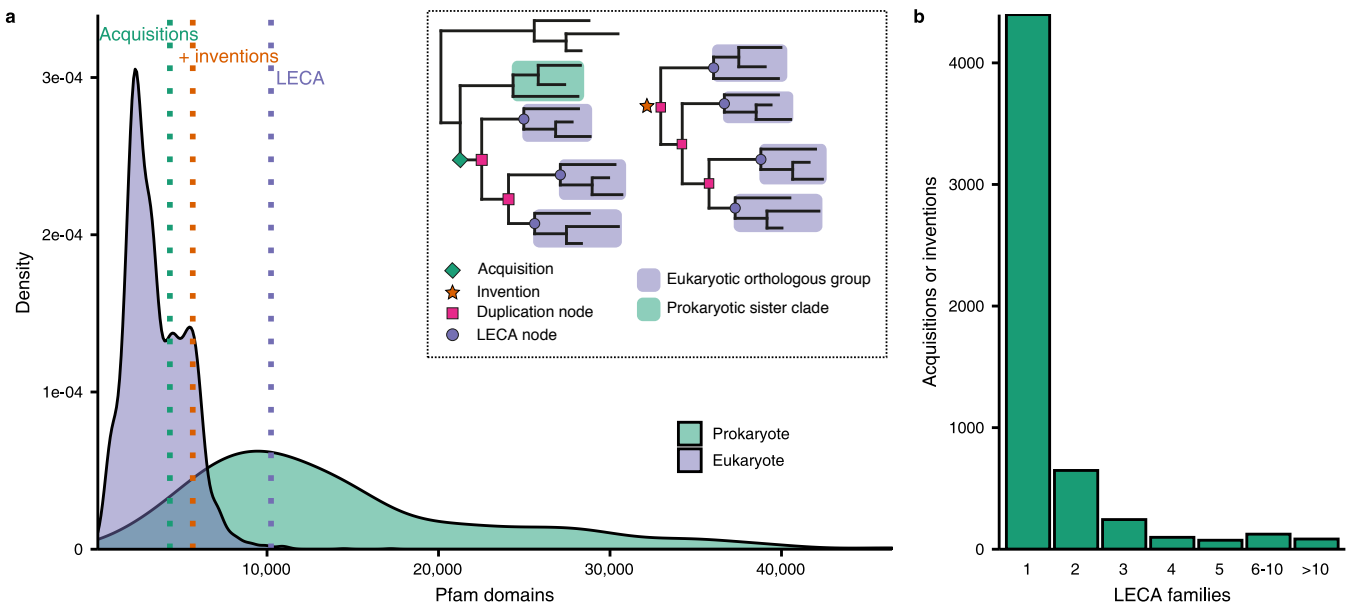 a
Acquisitions
+ inventions
LECA
3e-04
2e-04
1e-04
0
Density
10,000
20,000
30,000
40,000
Pfam domains
Acquisition
Invention
Duplication node
LECA node
Eukaryotic orthologous group
Prokaryotic sister clade
Prokaryote
Eukaryote
b
4000
3000
2000
1000
0
Acquisitions or inventions
1
2
3
4
5
6-10
>10
LECA families